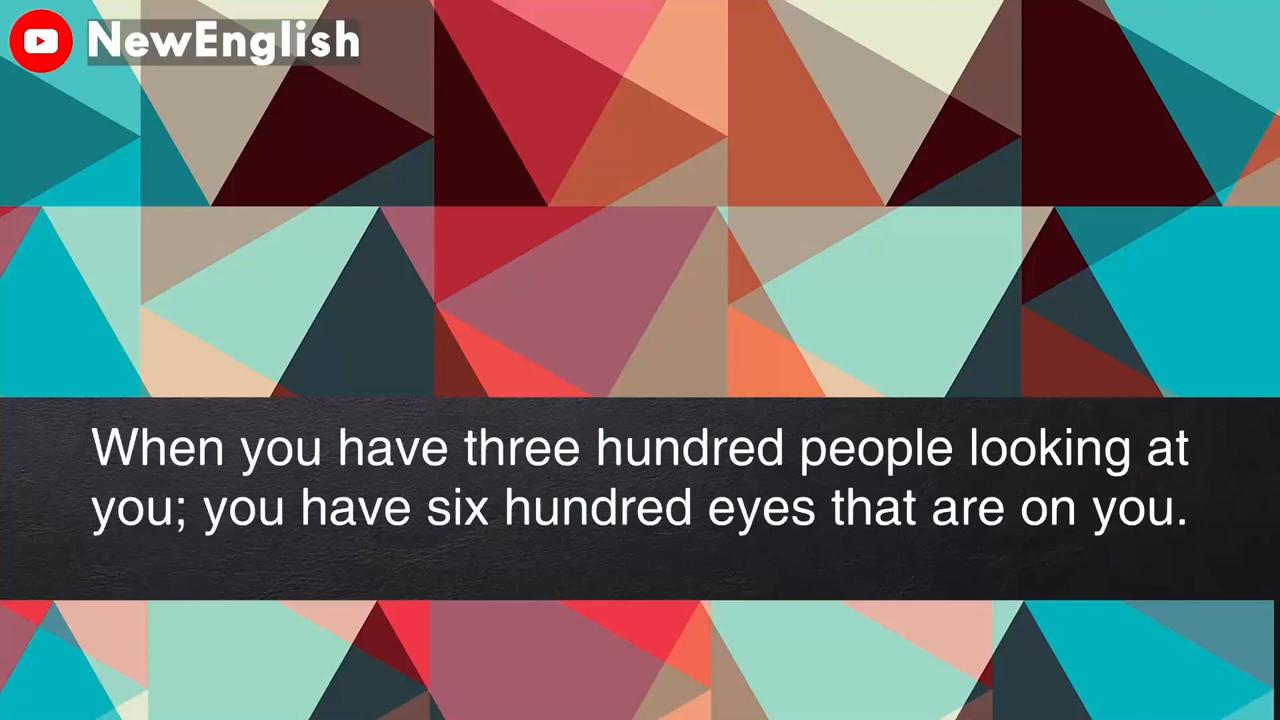 NewEnglish
When you have three hundred people looking at
you; you have six hundred eyes that are on you.